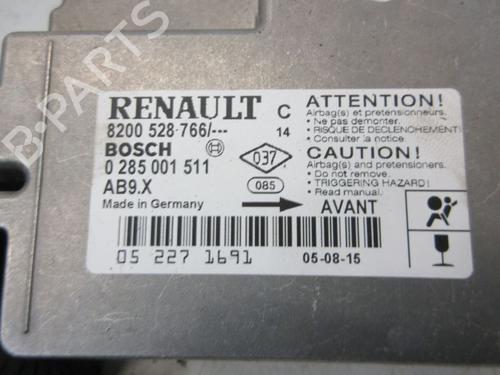 RENAULT
8200 528 766/---
C
14
BOSCH
0 285 001 511
AB9.X
Made in Germany
037
085
AVANT
ATTENTION!
Airbag(s) et pretensionneurs.
• Ne pas demonter.
• RISQUE DE DECLENCHEMENT!
• Consulter la notice.
CAUTION!
Airbag(s) and pretensioners.
• Do not remove.
• TRIGGERING HAZARD!
• Read manual.
05 227 1691
05-08-15
B-PARTS